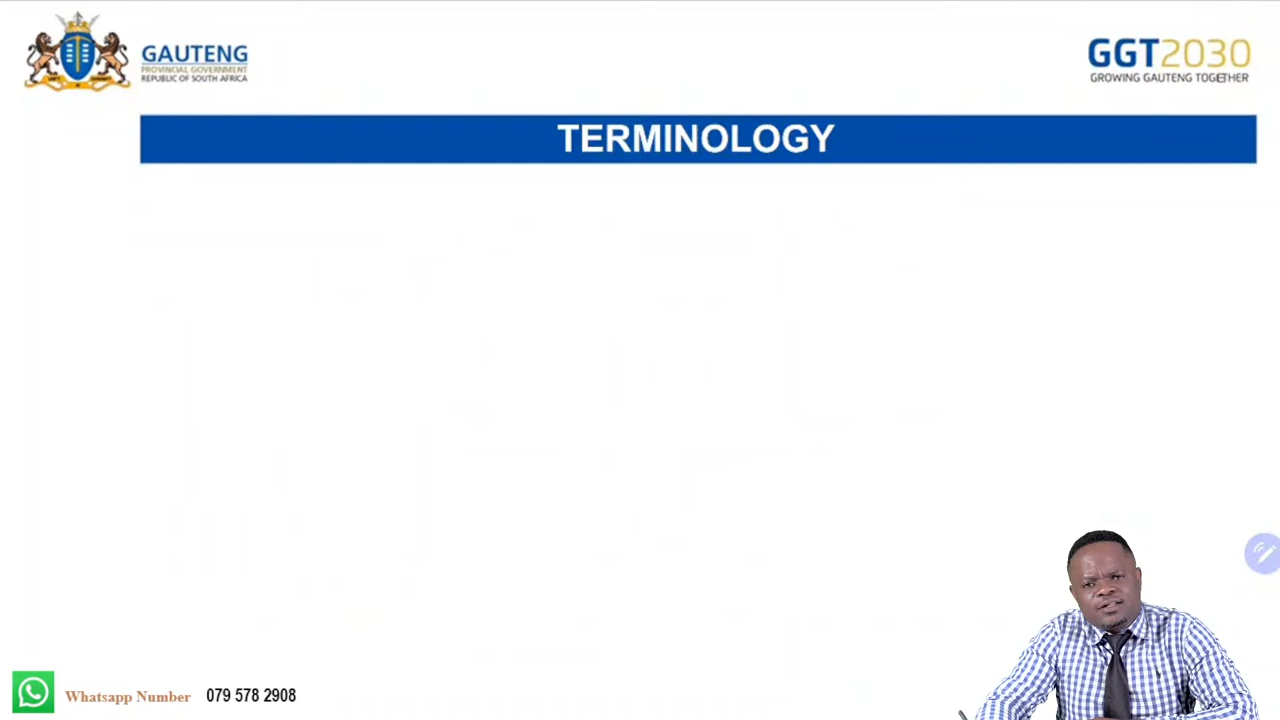 GAUTENG
PROVINCIAL GOVERNMENT
REPUBLIC OF SOUTH AFRICA
GGT2030
GROWING GAUTENG TOGETHER
TERMINOLOGY
Whatsapp Number 079 578 2908